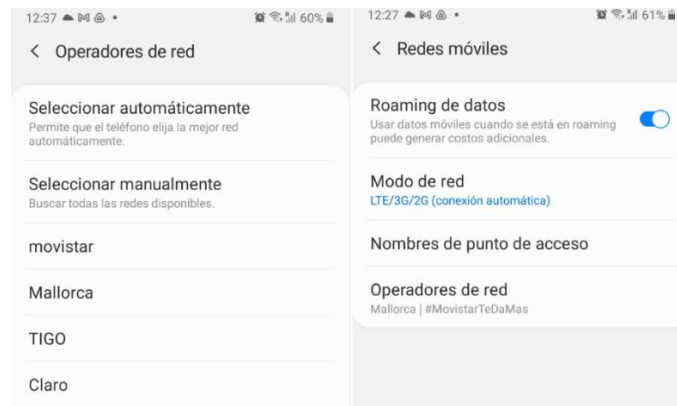 12:37
60%
Operadores de red
Seleccionar automáticamente
Permite que el teléfono elija la mejor red
automáticamente.
Seleccionar manualmente
Buscar todas las redes disponibles.
movistar
Mallorca
TIGO
Claro
12:27
61%
Redes móviles
Roaming de datos
Usar datos móviles cuando se está en roaming
puede generar costos adicionales.
Modo de red
LTE/3G/2G (conexión automática)
Nombres de punto de acceso
Operadores de red
Mallorca | #MovistarTeDaMas